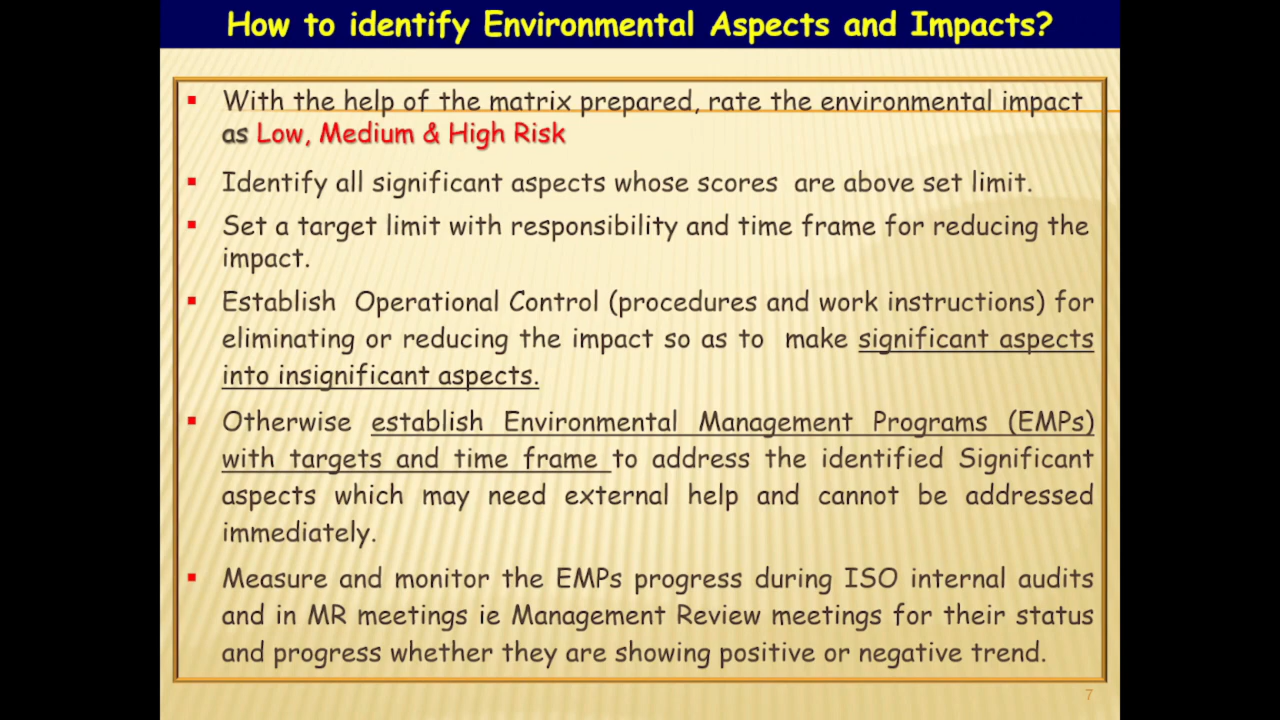 How to identify Environmental Aspects and Impacts?
With the help of the matrix prepared, rate the environmental impact
as Low, Medium & High Risk
Identify all significant aspects whose scores are above set limit.
Set a target limit with responsibility and time frame for reducing the
impact.
Establish Operational Control (procedures and work instructions) for
eliminating or reducing the impact so as to make significant aspects
into insignificant aspects.
Otherwise establish Environmental Management Programs (EMPs)
with targets and time frame to address the identified Significant
aspects which may need external help and cannot be addressed
immediately.
Measure and monitor the EMPs progress during ISO internal audits
and in MR meetings ie Management Review meetings for their status
and progress whether they are showing positive or negative trend.
7